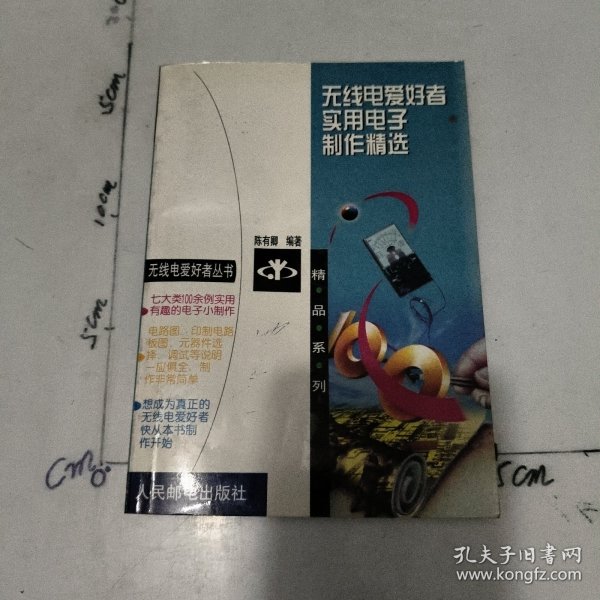 无线电爱好者
实用电子
制作精选
陈有卿 编著
精·品·系·列
无线电爱好者丛书
七大类100余例实用
有趣的电子小制作
电路图、印制电路
板图、元器件选
择、调试等说明
一应俱全，制
作非常简单
想成为真正的
无线电爱好者
快从本书制
作开始
人民邮电出版社
100
5cm
10cm
5cm
cm
0
5cm
孔夫子旧书网
www.kongfz.com